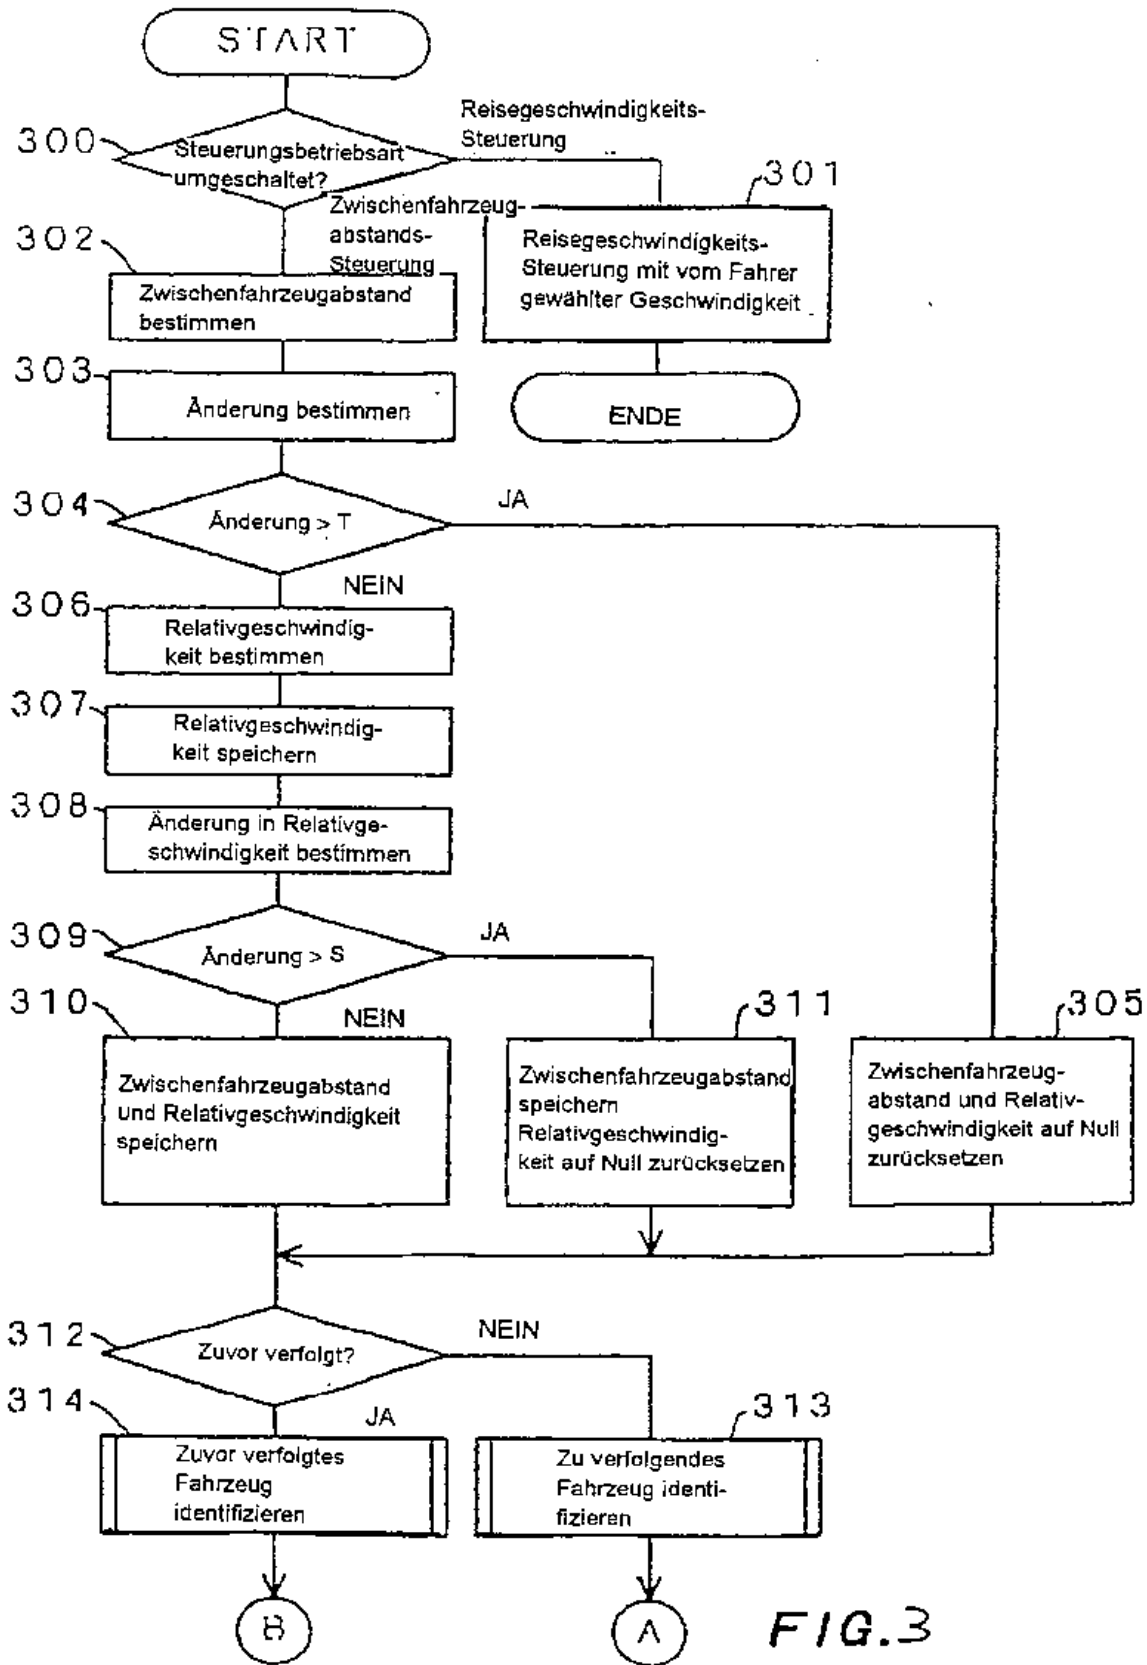 START
300
Steuerungsbetriebsart
umgeschaltet?
Reisegeschwindigkeits-
Steuerung
301
Reisegeschwindigkeits-
Steuerung mit vom Fahrer
gewählter Geschwindigkeit
ENDE
Zwischenfahrzeug-
abstands-
Steuerung
302
Zwischenfahrzeugabstand
bestimmen
303
Änderung bestimmen
304
Änderung > T
JA
NEIN
306
Relativgeschwindig-
keit bestimmen
307
Relativgeschwindig-
keit speichern
308
Änderung in Relativge-
schwindigkeit bestimmen
309
Änderung > S
JA
NEIN
310
Zwischenfahrzeugabstand
und Relativgeschwindigkeit
speichern
311
Zwischenfahrzeugabstand
speichern
Relativgeschwindig-
keit auf Null zurücksetzen
305
Zwischenfahrzeug-
abstand und Relativ-
geschwindigkeit auf Null
zurücksetzen
312
Zuvor verfolgt?
NEIN
JA
314
Zuvor verfolgtes
Fahrzeug
identifizieren
313
Zu verfolgendes
Fahrzeug identi-
fizieren
B
A
FIG.3